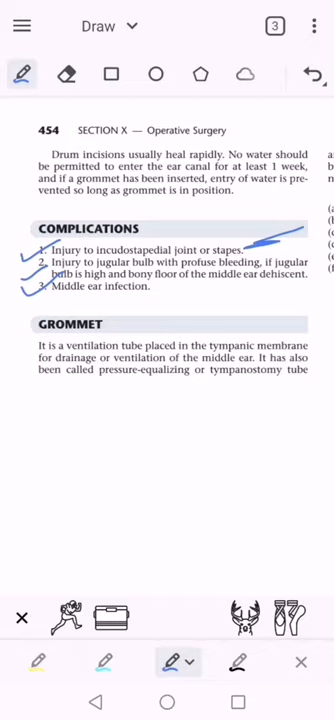 Draw
3
454 SECTION X — Operative Surgery
Drum incisions usually heal rapidly. No water should
be permitted to enter the ear canal for at least 1 week,
and if a grommet has been inserted, entry of water is pre-
vented so long as grommet is in position.
COMPLICATIONS
1. Injury to incudostapedial joint or stapes.
2. Injury to jugular bulb with profuse bleeding, if jugular
bulb is high and bony floor of the middle ear dehiscent.
3. Middle ear infection.
GROMMET
It is a ventilation tube placed in the tympanic membrane
for drainage or ventilation of the middle ear. It has also
been called pressure-equalizing or tympanostomy tube